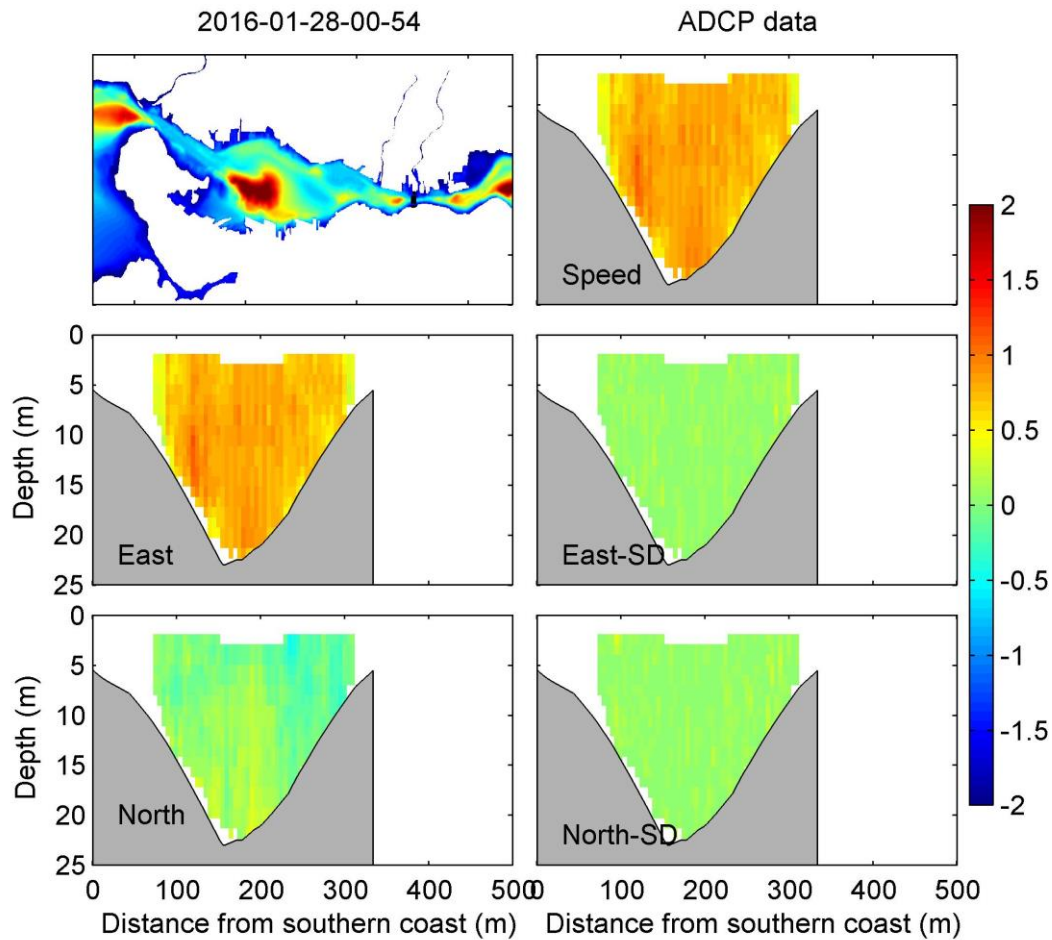 2016-01-28-00-54
ADCP data
Speed
2
1.5
1
0.5
0
-0.5
-1
-1.5
-2
0
5
10
15
20
25
Depth (m)
East
East-SD
0
5
10
15
20
25
Depth (m)
North
North-SD
0 100 200 300 400 500
0 100 200 300 400 500
Distance from southern coast (m)
Distance from southern coast (m)